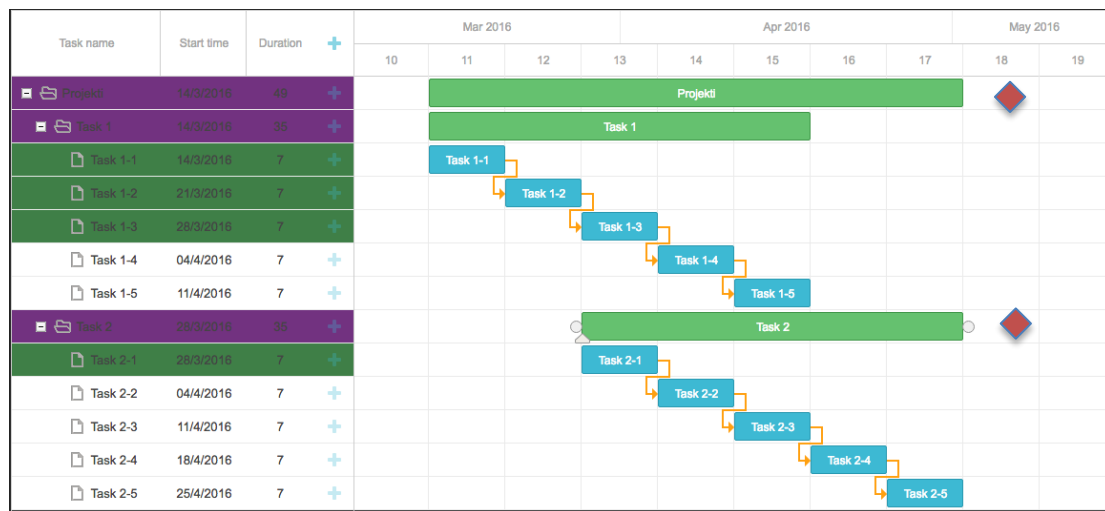 Task name Start time Duration Mar 2016 Apr 2016 May 2016
10 11 12 13 14 15 16 17 18 19
Projekti 14/3/2016 49 Projekti
Task 1 14/3/2016 35 Task 1
Task 1-1 14/3/2016 7 Task 1-1
Task 1-2 21/3/2016 7 Task 1-2
Task 1-3 28/3/2016 7 Task 1-3
Task 1-4 04/4/2016 7 Task 1-4
Task 1-5 11/4/2016 7 Task 1-5
Task 2 28/3/2016 35 Task 2
Task 2-1 28/3/2016 7 Task 2-1
Task 2-2 04/4/2016 7 Task 2-2
Task 2-3 11/4/2016 7 Task 2-3
Task 2-4 18/4/2016 7 Task 2-4
Task 2-5 25/4/2016 7 Task 2-5